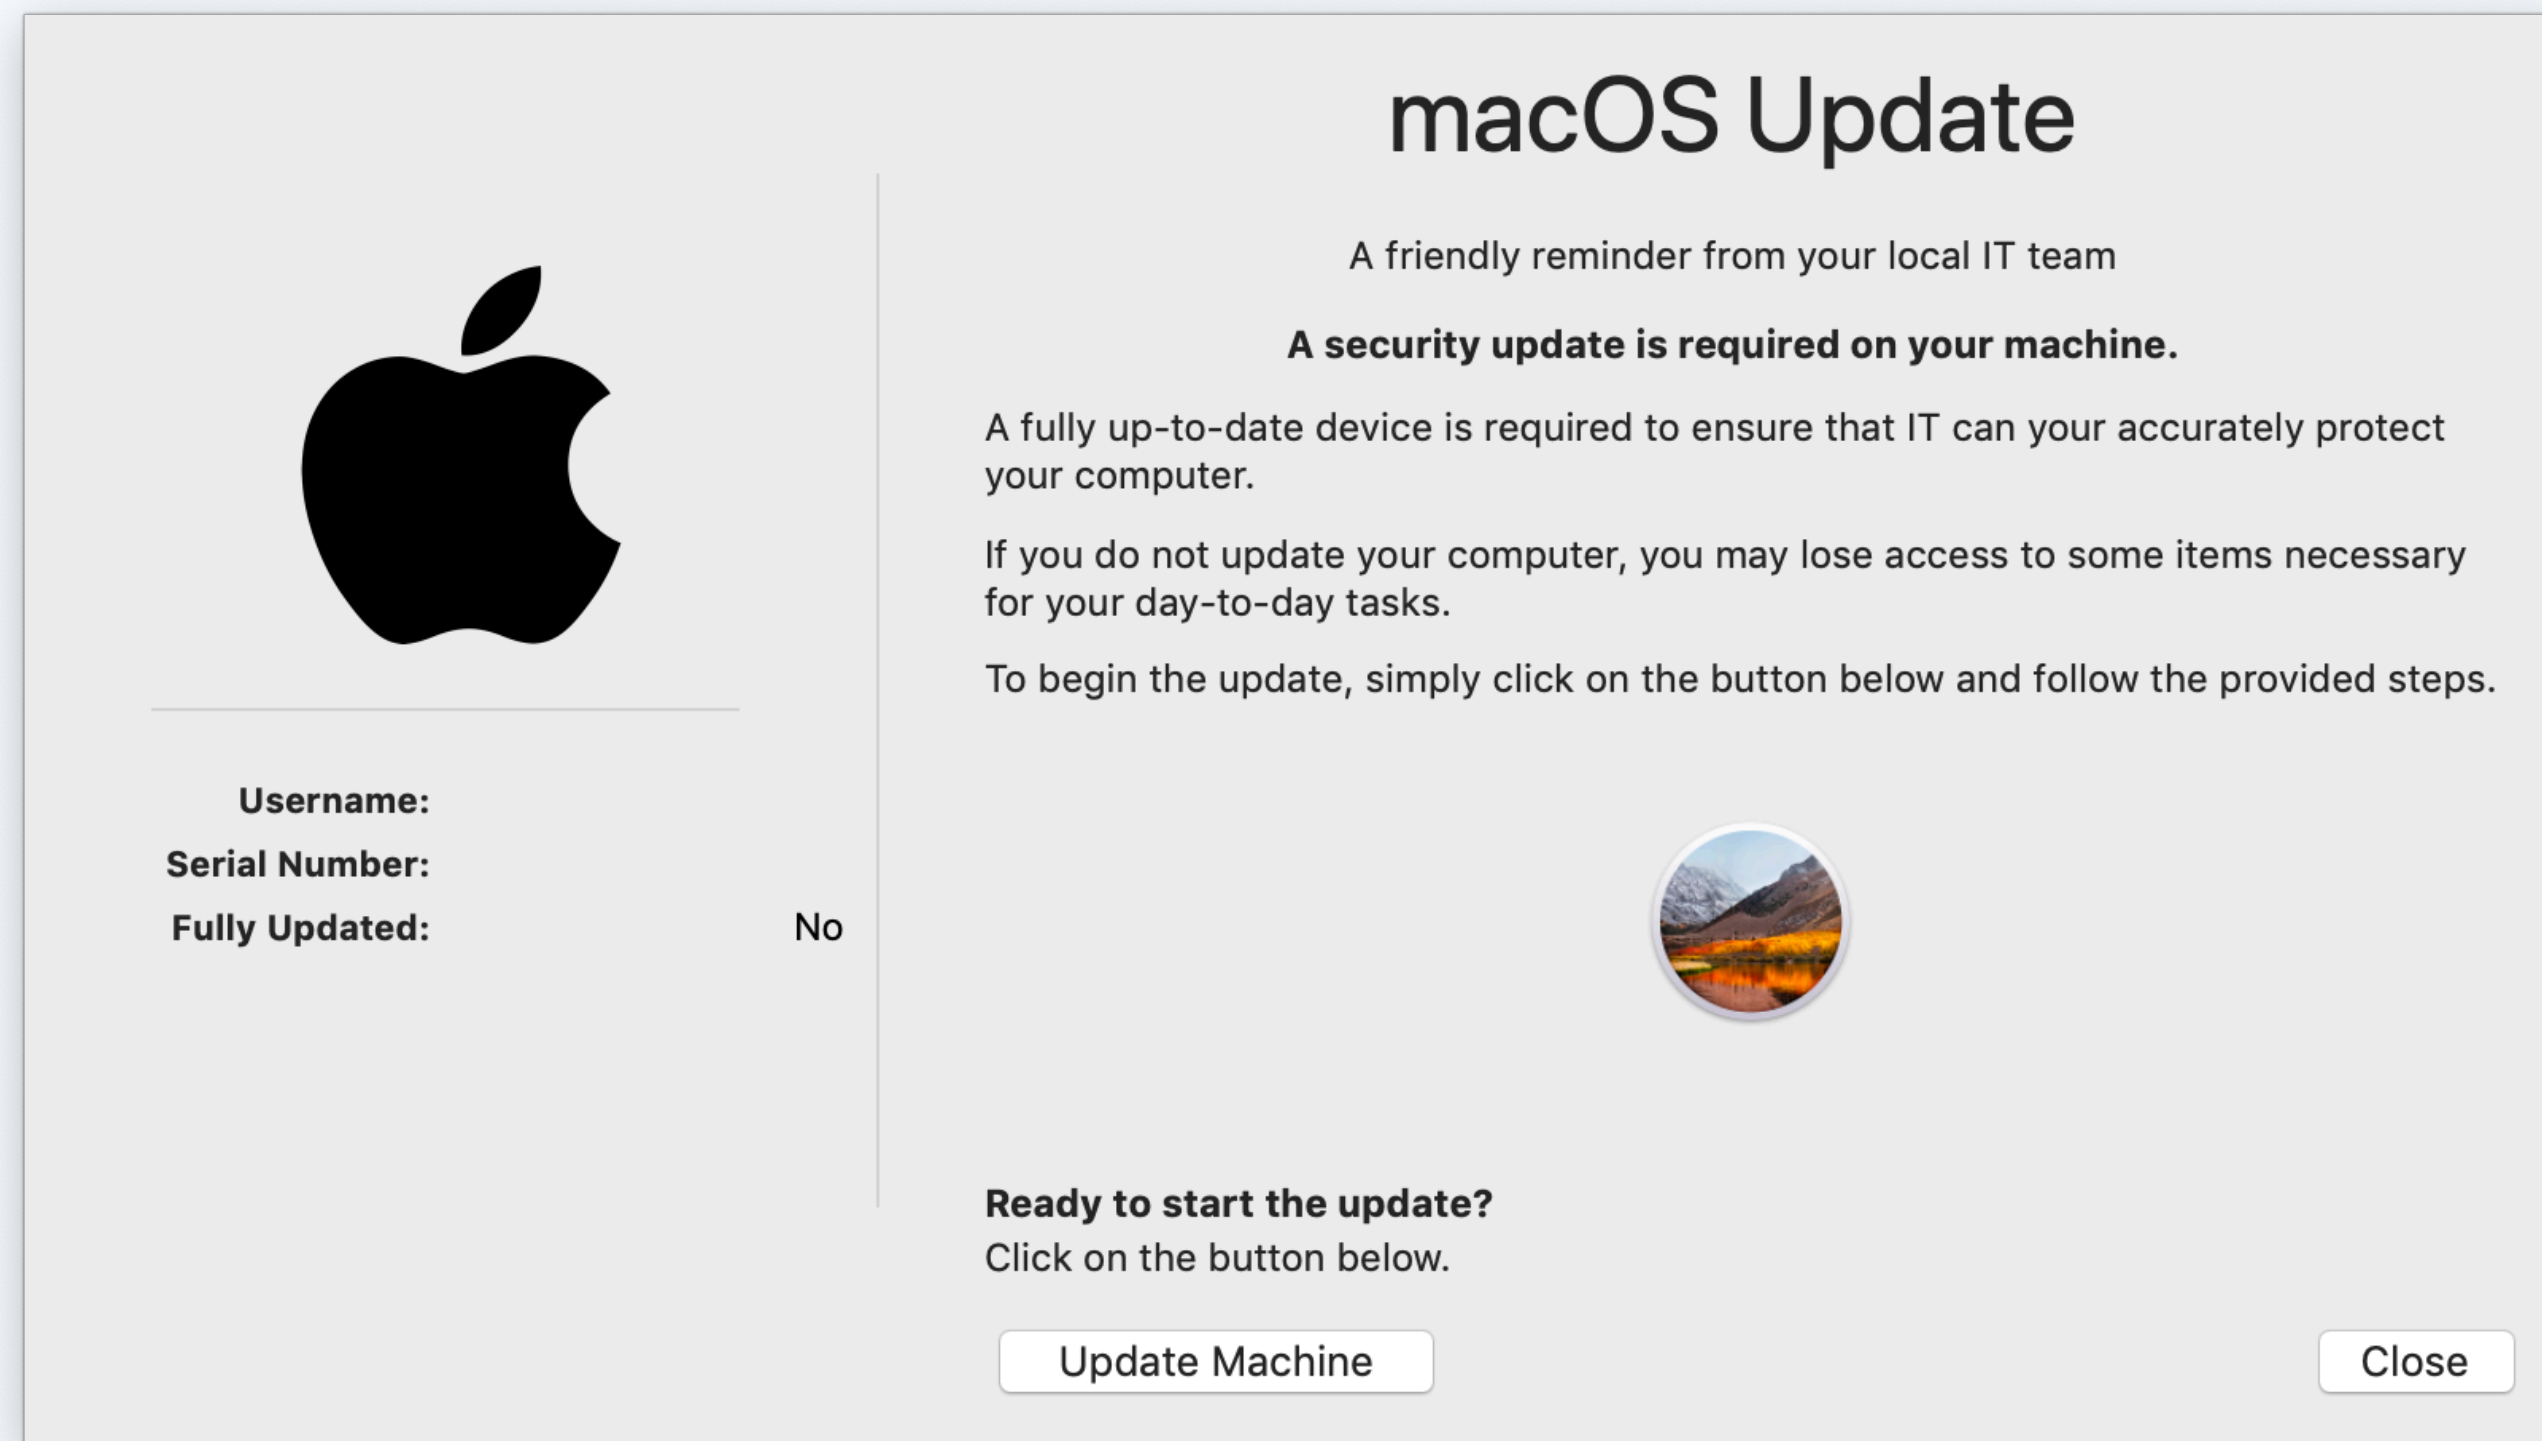 macOS Update
A friendly reminder from your local IT team
A security update is required on your machine.
A fully up-to-date device is required to ensure that IT can your accurately protect
your computer.
If you do not update your computer, you may lose access to some items necessary
for your day-to-day tasks.
To begin the update, simply click on the button below and follow the provided steps.
Username:
Serial Number:
Fully Updated: No
Ready to start the update?
Click on the button below.
Update Machine
Close